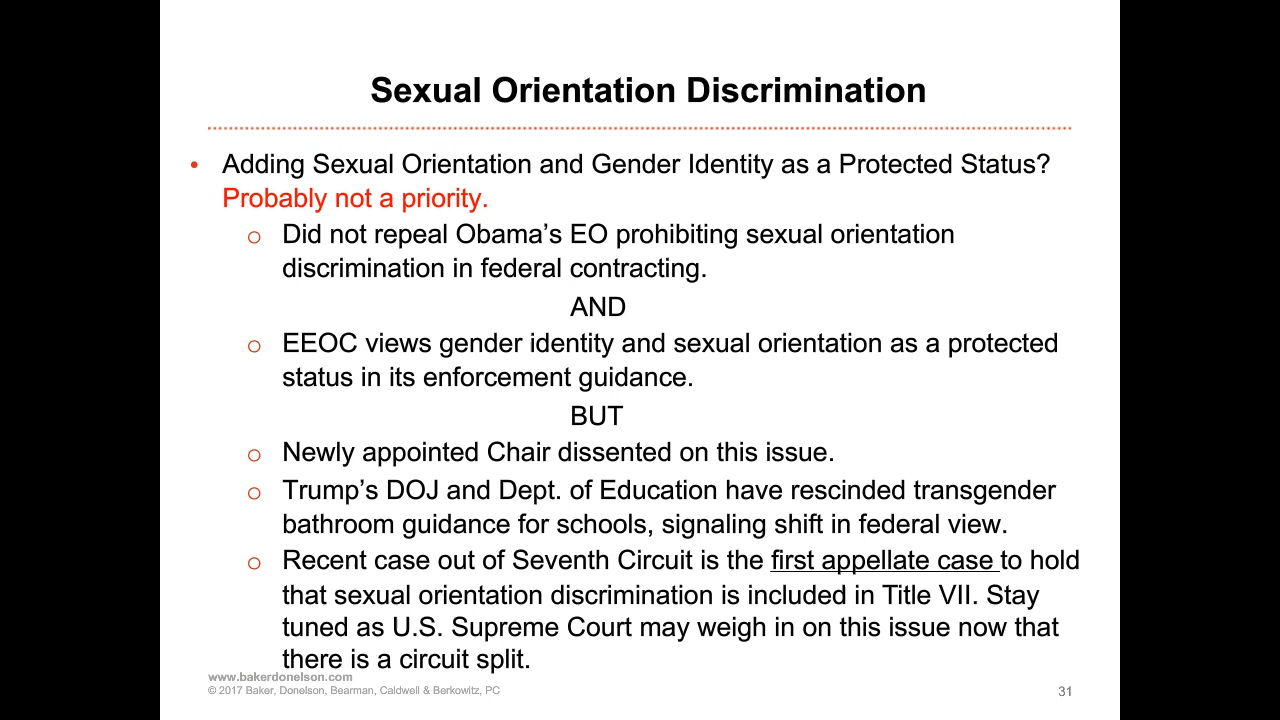 Sexual Orientation Discrimination
• Adding Sexual Orientation and Gender Identity as a Protected Status?
Probably not a priority.
o Did not repeal Obama’s EO prohibiting sexual orientation
discrimination in federal contracting.
AND
o EEOC views gender identity and sexual orientation as a protected
status in its enforcement guidance.
BUT
o Newly appointed Chair dissented on this issue.
o Trump’s DOJ and Dept. of Education have rescinded transgender
bathroom guidance for schools, signaling shift in federal view.
o Recent case out of Seventh Circuit is the first appellate case to hold
that sexual orientation discrimination is included in Title VII. Stay
tuned as U.S. Supreme Court may weigh in on this issue now that
there is a circuit split.
www.bakerdonelson.com
© 2017 Baker, Donelson, Bearman, Caldwell & Berkowitz, PC
31